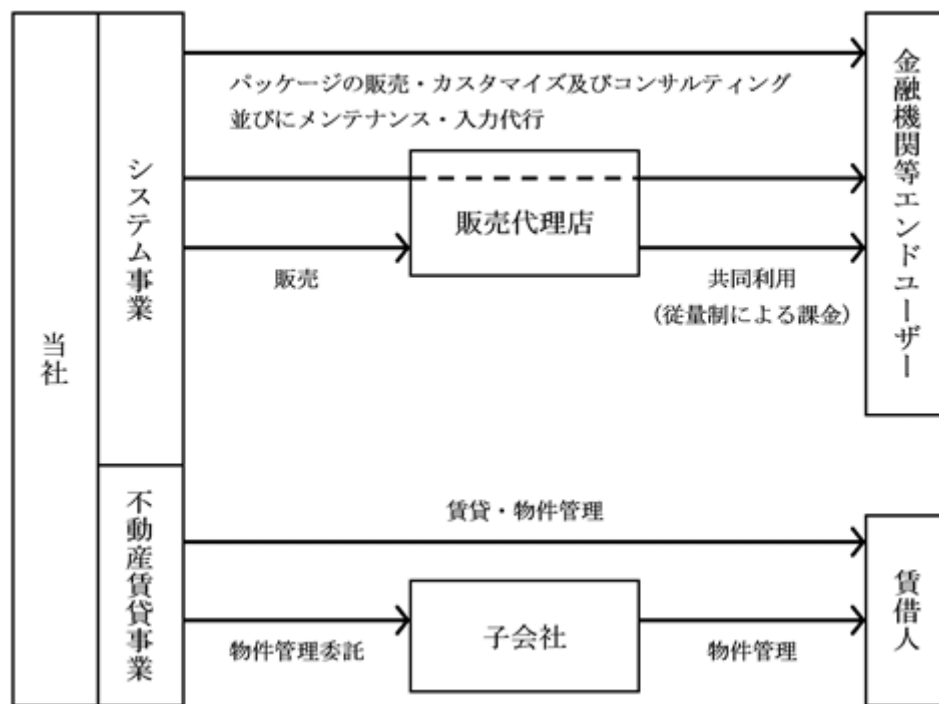 当社
システム事業
パッケージの販売・カスタマイズ及びコンサルティング
並びにメンテナンス・入力代行
販売代理店
販売
共同利用
（従量制による課金）
金融機関等エンドユーザー
不動産賃貸事業
賃貸・物件管理
物件管理委託
子会社
物件管理
賃借人